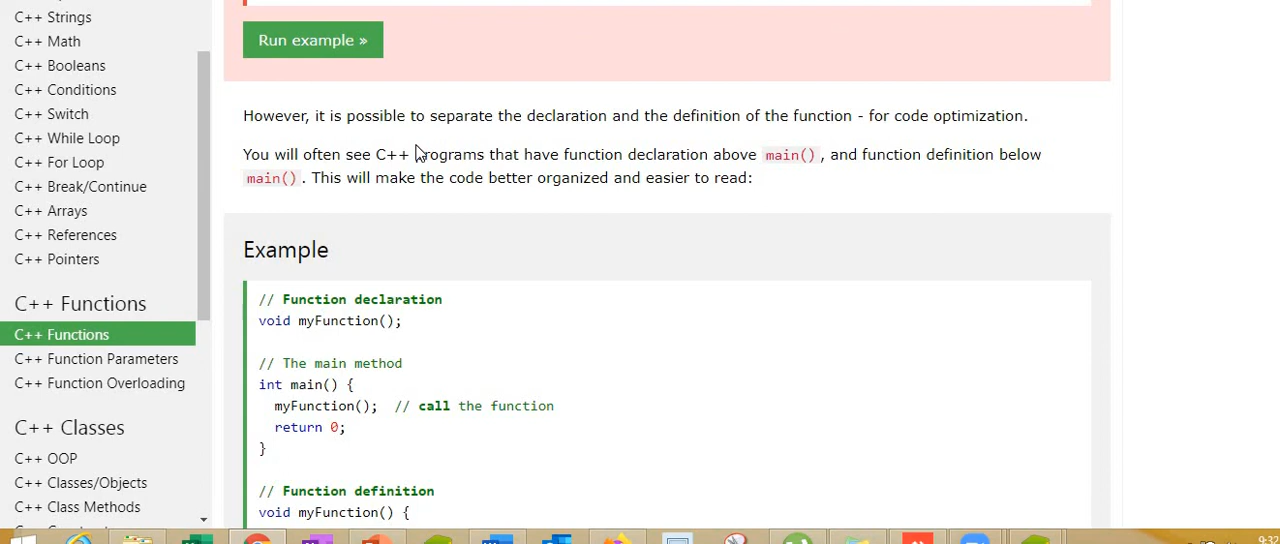 C++ Strings
C++ Math
C++ Booleans
C++ Conditions
C++ Switch
C++ While Loop
C++ For Loop
C++ Break/Continue
C++ Arrays
C++ References
C++ Pointers
C++ Functions
C++ Functions
C++ Function Parameters
C++ Function Overloading
C++ Classes
C++ OOP
C++ Classes/Objects
C++ Class Methods
Run example »
However, it is possible to separate the declaration and the definition of the function - for code optimization.
You will often see C++ programs that have function declaration above main() , and function definition below
main() . This will make the code better organized and easier to read:
Example
// Function declaration
void myFunction();
// The main method
int main() {
myFunction();  // call the function
return 0;
}
// Function definition
void myFunction() {
9:32